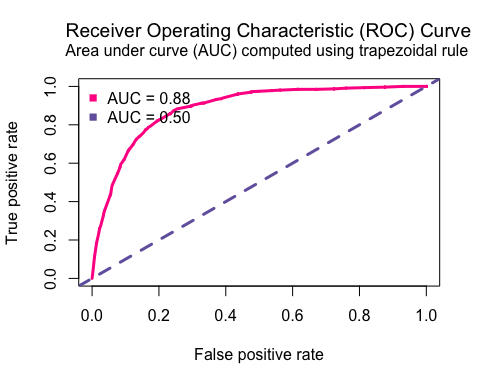 Receiver Operating Characteristic (ROC) Curve
Area under curve (AUC) computed using trapezoidal rule
AUC = 0.88
AUC = 0.50
True positive rate
1.0
0.8
0.6
0.4
0.2
0.0
0.0 0.2 0.4 0.6 0.8 1.0
False positive rate